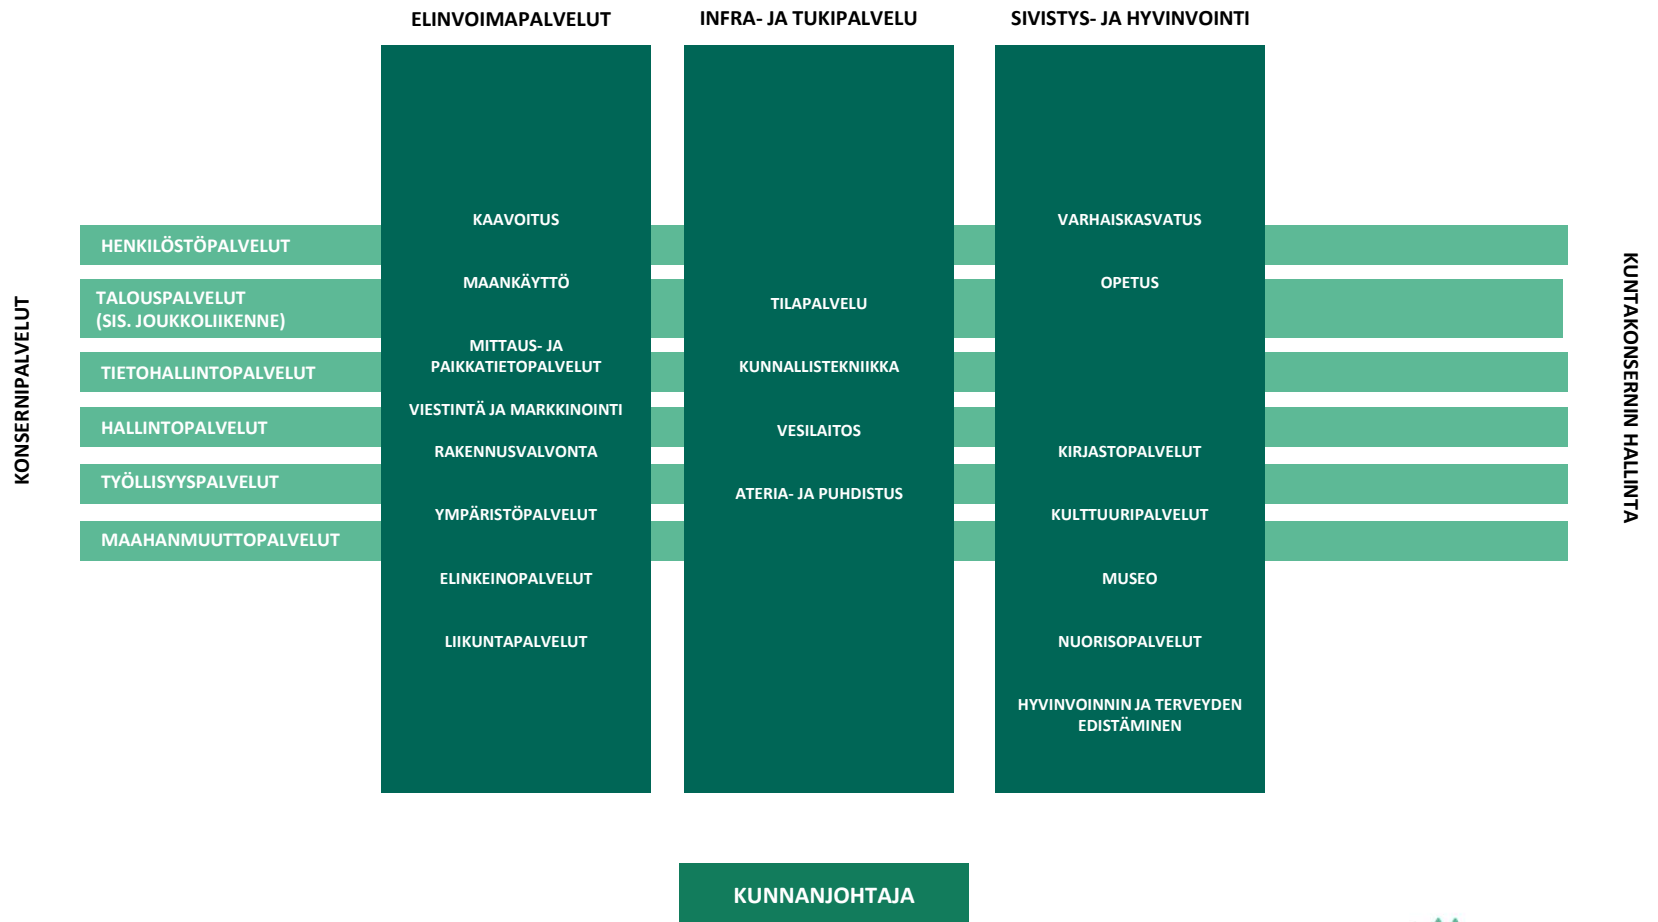 ELINVOIMAPALVELUT
INFRA- JA TUKIPALVELU
SIVISTYS- JA HYVINVOINTI
KONSERNIPALVELUT
HENKILÖSTÖPALVELUT
TALOUSPALVELUT
(SIS. JOUKKOLIIKENNE)
TIETOHALLINTOPALVELUT
HALLINTOPALVELUT
TYÖLLISYYSPALVELUT
MAAHANMUUTTOPALVELUT
KAAVOITUS
MAANKÄYTTÖ
MITTAUS- JA
PAIKKATIETOPALVELUT
VIESTINTÄ JA MARKKINOINTI
RAKENNUSVALVONTA
YMPÄRISTÖPALVELUT
ELINKEINOPALVELUT
LIIKUNTAPALVELUT
TILAPALVELU
KUNNALLISTEKNIIKKA
VESILAITOS
ATERIA- JA PUHDISTUS
VARHAISKASVATUS
OPETUS
KIRJASTOPALVELUT
KULTTUURIPALVELUT
MUSEO
NUORISOPALVELUT
HYVINVOINNIN JA TERVEYDEN
EDISTÄMINEN
KUNTAKONSERNIN HALLINTA
KUNNANJOHTAJA